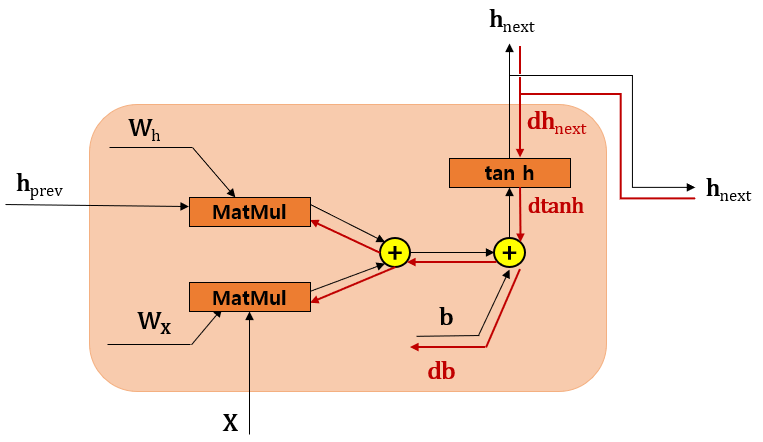 h_next
dh_next
W_h
h_prev
tan h
h_next
MatMul
dtanh
+
+
MatMul
W_X
b
db
X